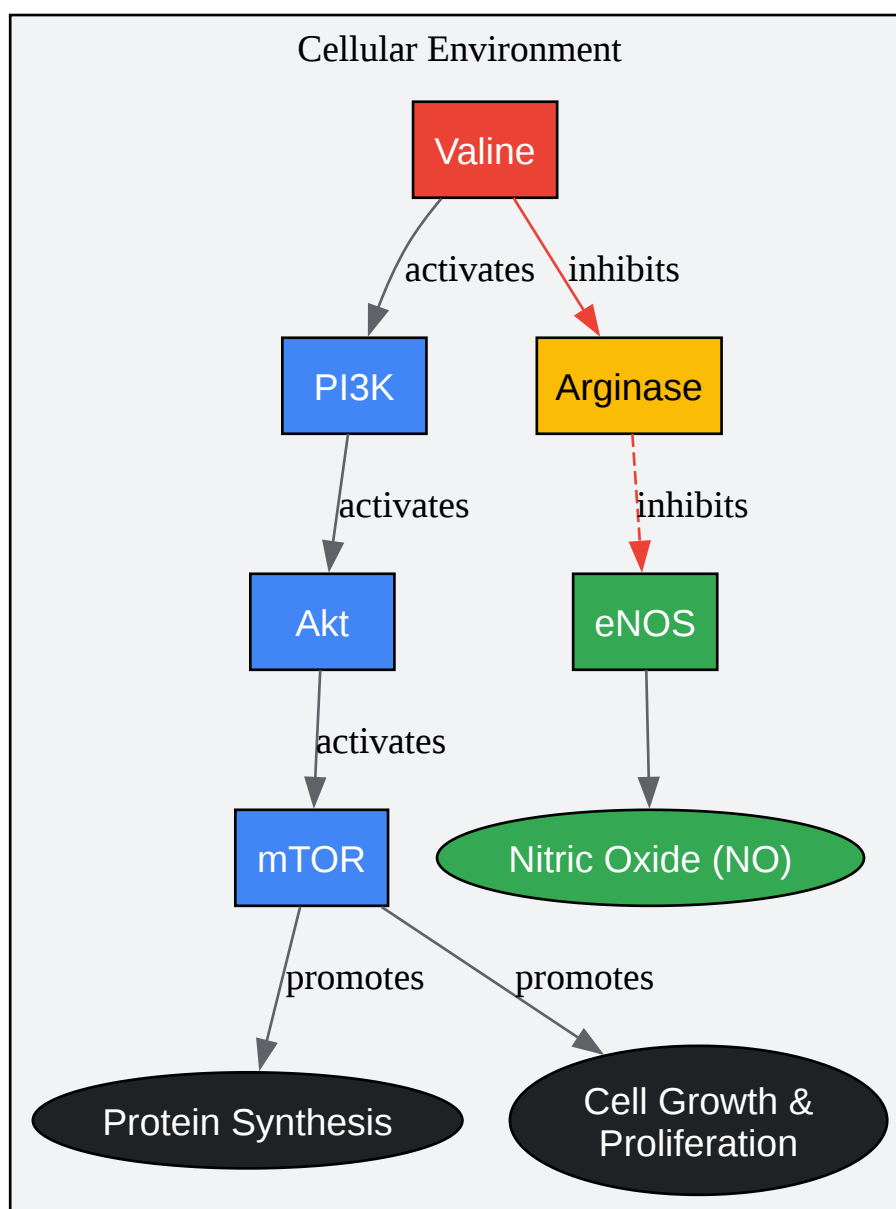 Cellular Environment
Valine
activates
inhibits
PI3K
Arginase
activates
inhibits
Akt
eNOS
activates
mTOR
Nitric Oxide (NO)
promotes
promotes
Protein Synthesis
Cell Growth &
Proliferation